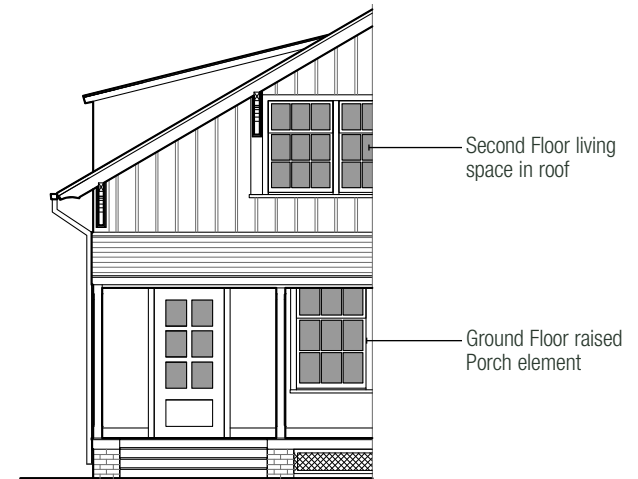 Second Floor living
space in roof
Ground Floor raised
Porch element